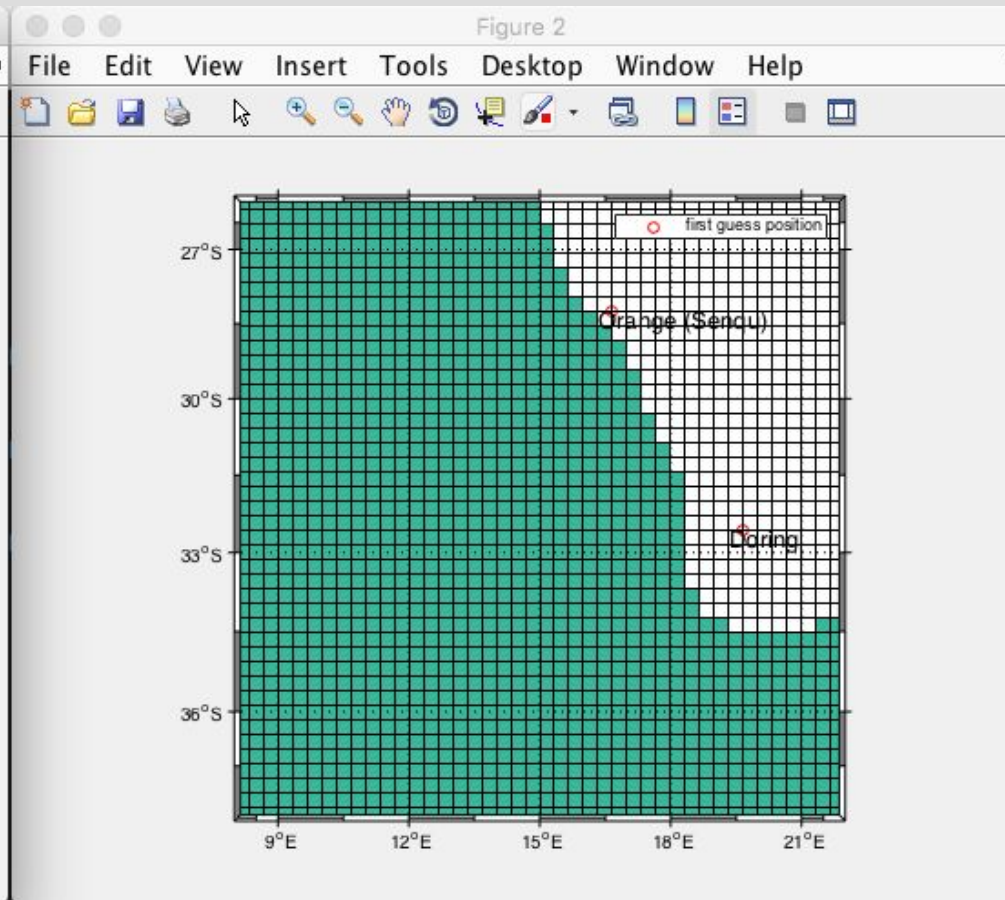 Figure 2
File Edit View Insert Tools Desktop Window Help
first guess position
27°S
Orange (Senqu)
30°S
Doring
33°S
36°S
9°E 12°E 15°E 18°E 21°E